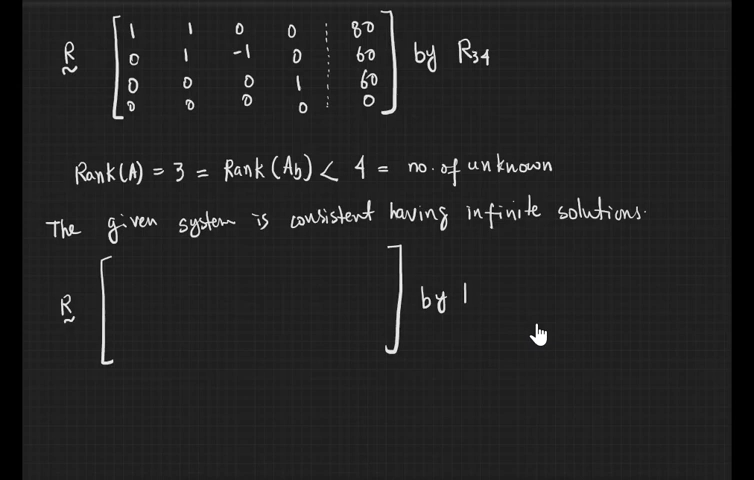 R ~ [ 1 1 0 0 ⋮ 80
0 1 -1 0 ⋮ 60
0 0 0 1 ⋮ 60
0 0 0 0 ⋮ 0 ] by R34
Rank(A) = 3 = Rank(Ab) < 4 = no. of unknown
The given system is consistent having infinite solutions.
R ~ [ ] by I